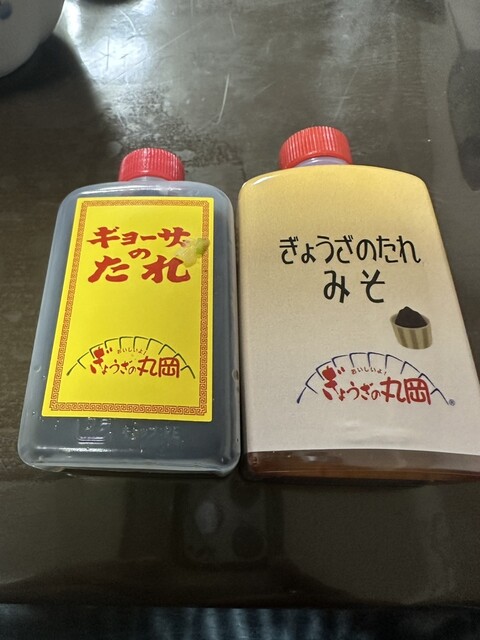 ギョーザ
の
たれ
おいしいよ!
ぎょうざの丸岡
ぎょうざのたれ
みそ
おいしいよ!
ぎょうざの丸岡
®